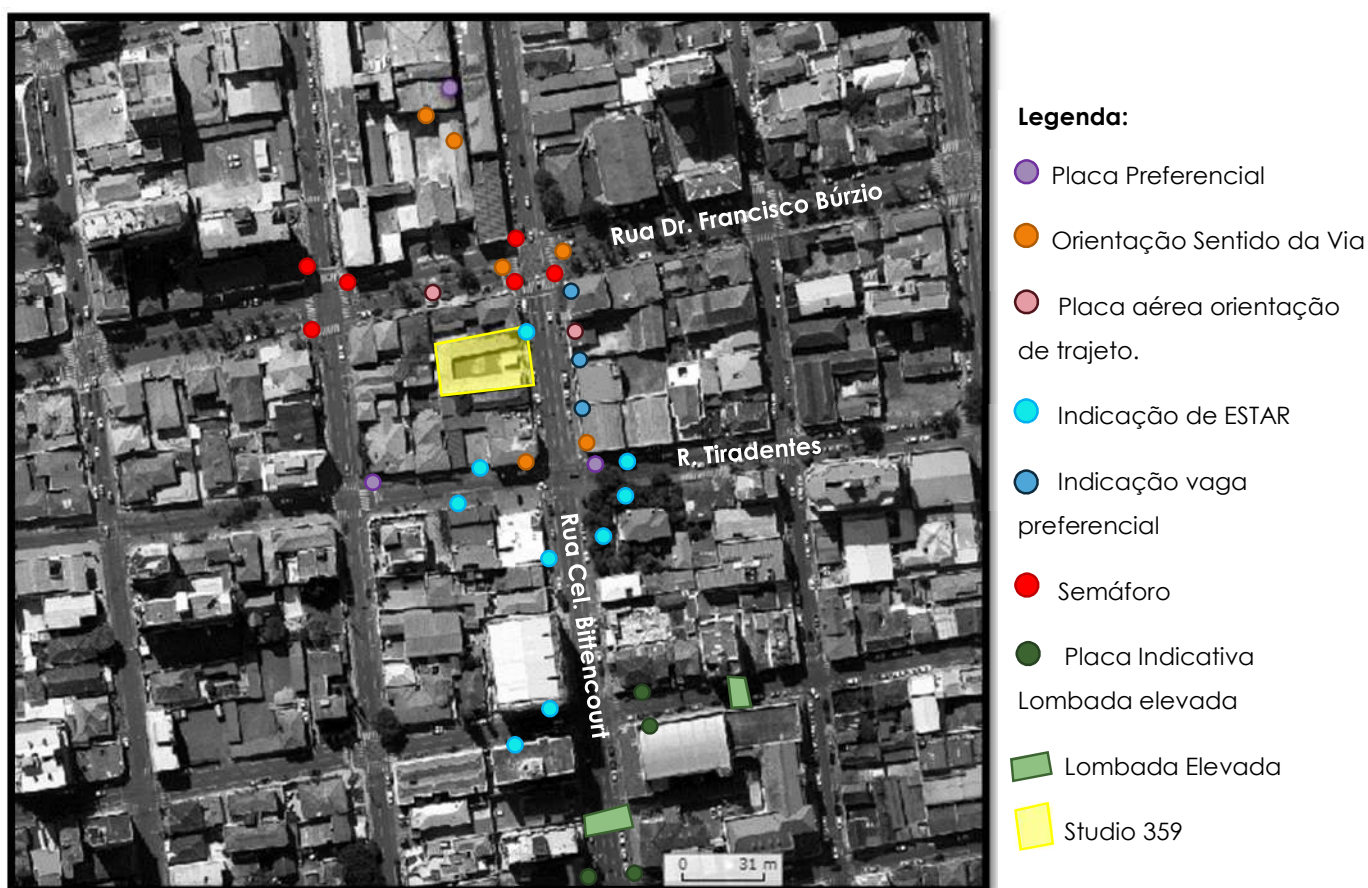 Legenda:
Placa Preferencial
Orientação Sentido da Via
Placa aérea orientação
de trajeto.
Indicação de ESTAR
Indicação vaga
preferencial
Semáforo
Placa Indicativa
Lombada elevada
Lombada Elevada
Studio 359
Rua Dr. Francisco Búrzio
R. Tiradentes
Rua Cel. Bittencourt
0 31 m